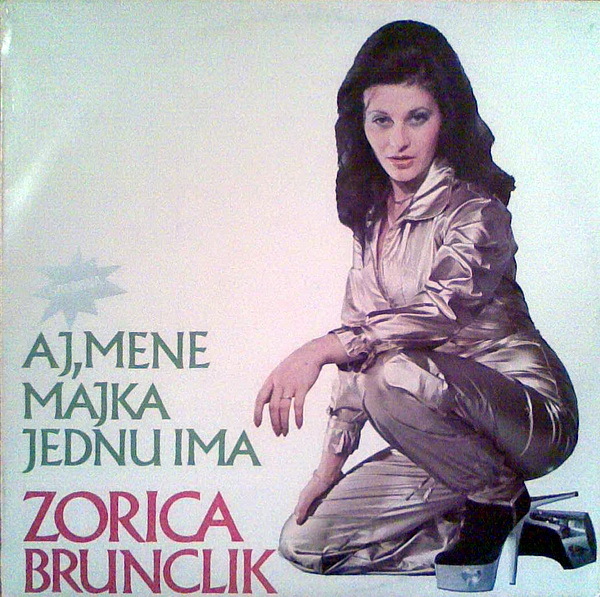 AJ, MENE
MAJKA
JEDNU IMA
ZORICA
BRUNCLIK